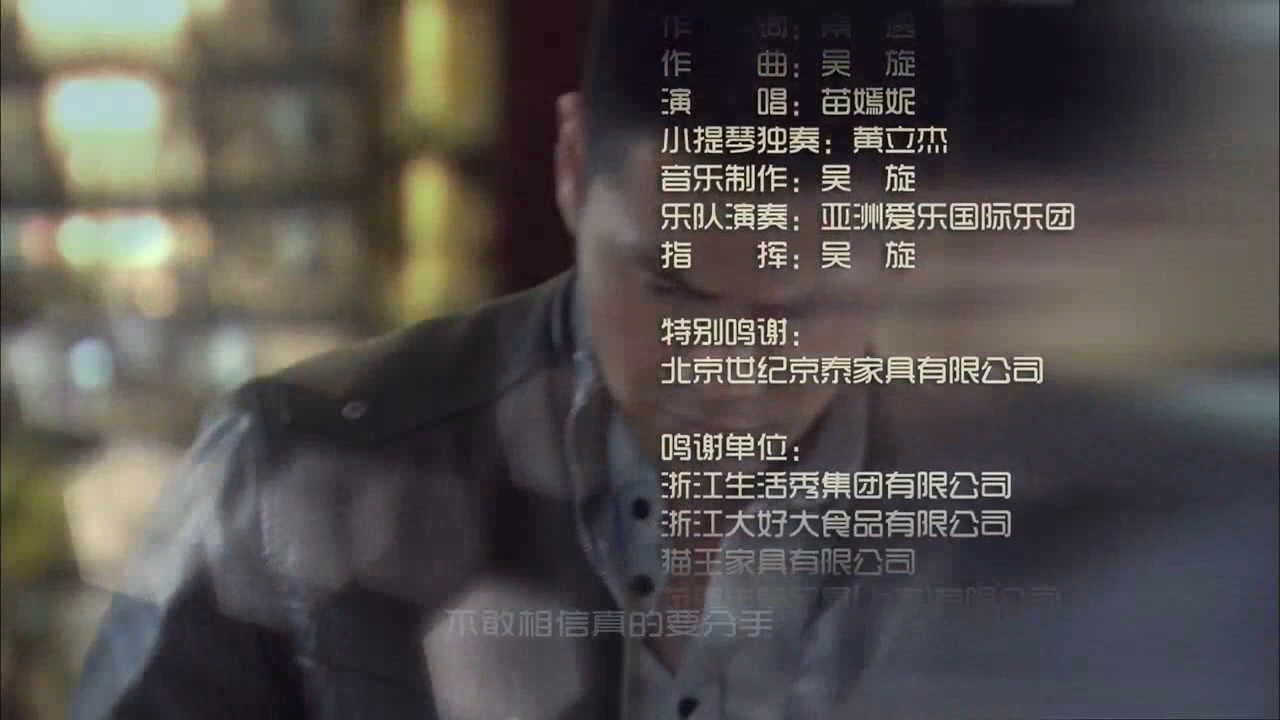 作　　曲：吴　旋
演　　唱：苗嫣妮
小提琴独奏：黄立杰
音乐制作：吴　旋
乐队演奏：亚洲爱乐国际乐团
指　　挥：吴　旋
特别鸣谢：
北京世纪京泰家具有限公司
鸣谢单位：
浙江生活秀集团有限公司
浙江大好大食品有限公司
猫王家具有限公司
不敢相信真的要分手